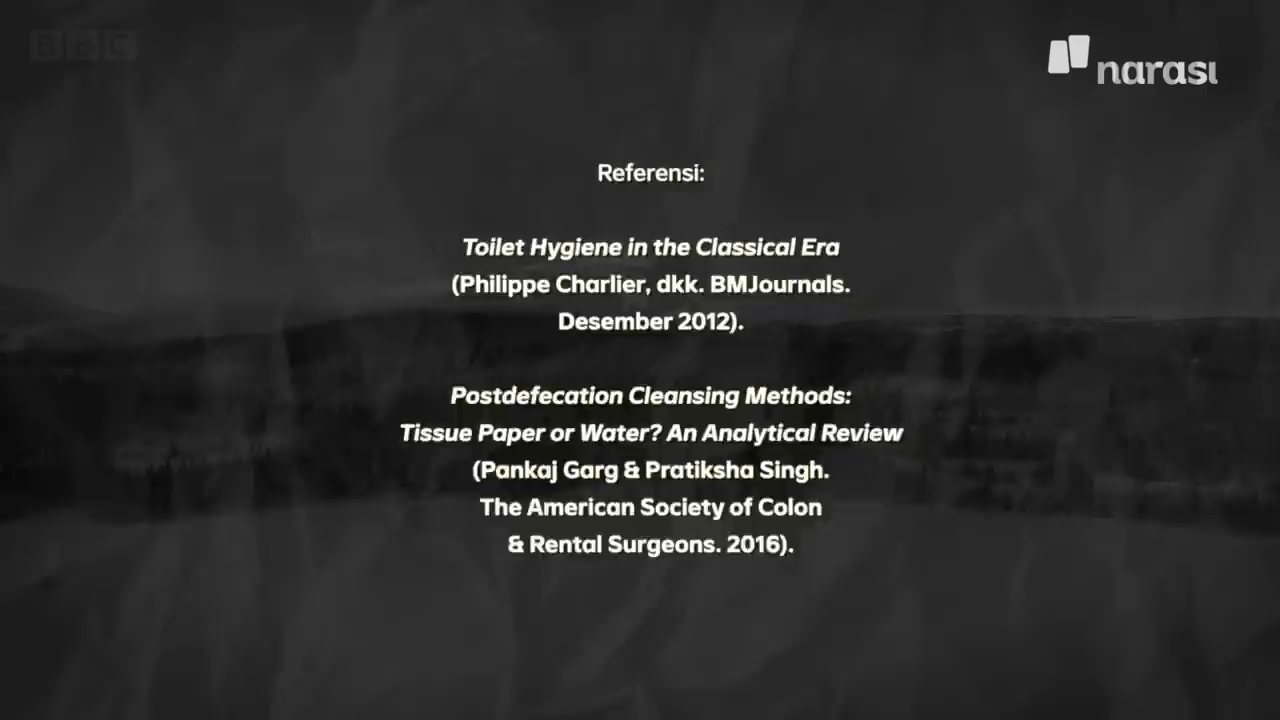 BBC
narasi
Referensi:
Toilet Hygiene in the Classical Era
(Philippe Charlier, dkk. BMJournals.
Desember 2012).
Postdefecation Cleansing Methods:
Tissue Paper or Water? An Analytical Review
(Pankaj Garg & Pratiksha Singh.
The American Society of Colon
& Rental Surgeons. 2016).